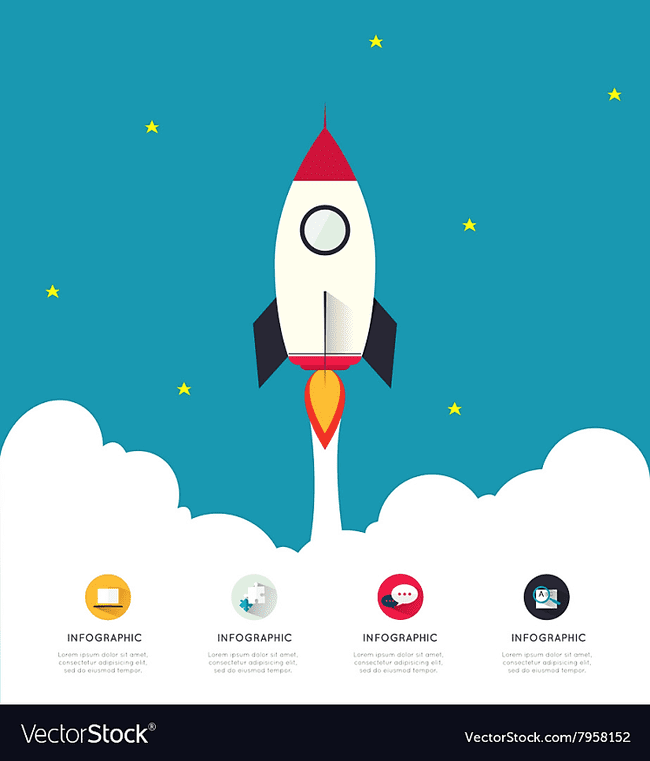 INFOGRAPHIC
Lorem ipsum dolor sit amet,
consectetur adipisicing elit,
sed do eiusmod tempor.
INFOGRAPHIC
Lorem ipsum dolor sit amet,
consectetur adipisicing elit,
sed do eiusmod tempor.
INFOGRAPHIC
Lorem ipsum dolor sit amet,
consectetur adipisicing elit,
sed do eiusmod tempor.
A
INFOGRAPHIC
Lorem ipsum dolor sit amet,
consectetur adipisicing elit,
sed do eiusmod tempor.
VectorStock®
VectorStock.com/7958152